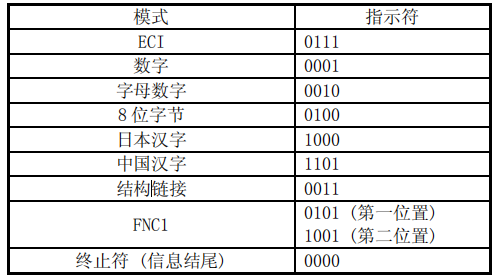 模式 指示符
ECI 0111
数字 0001
字母数字 0010
8位字节 0100
日本汉字 1000
中国汉字 1101
结构链接 0011
FNC1 0101 (第一位置)
1001 (第二位置)
终止符 (信息结尾) 0000